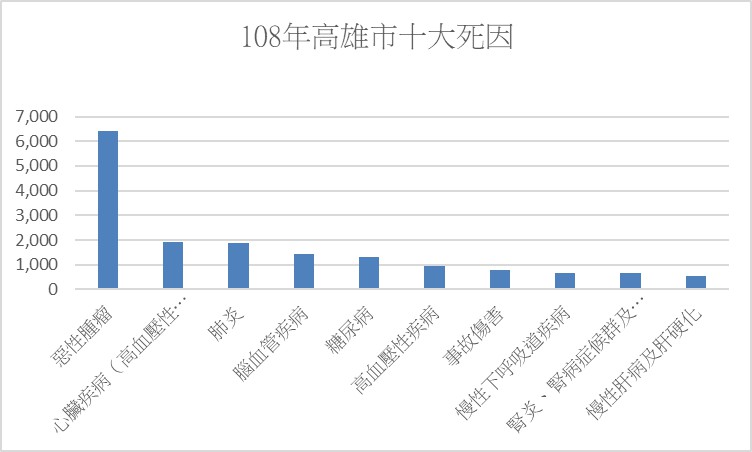 108年高雄市十大死因
7,000
6,000
5,000
4,000
3,000
2,000
1,000
0
惡性腫瘤
心臟疾病（高血壓性…
肺炎
腦血管疾病
糖尿病
高血壓性疾病
事故傷害
慢性下呼吸道疾病
腎炎、腎病症候群及…
慢性肝病及肝硬化